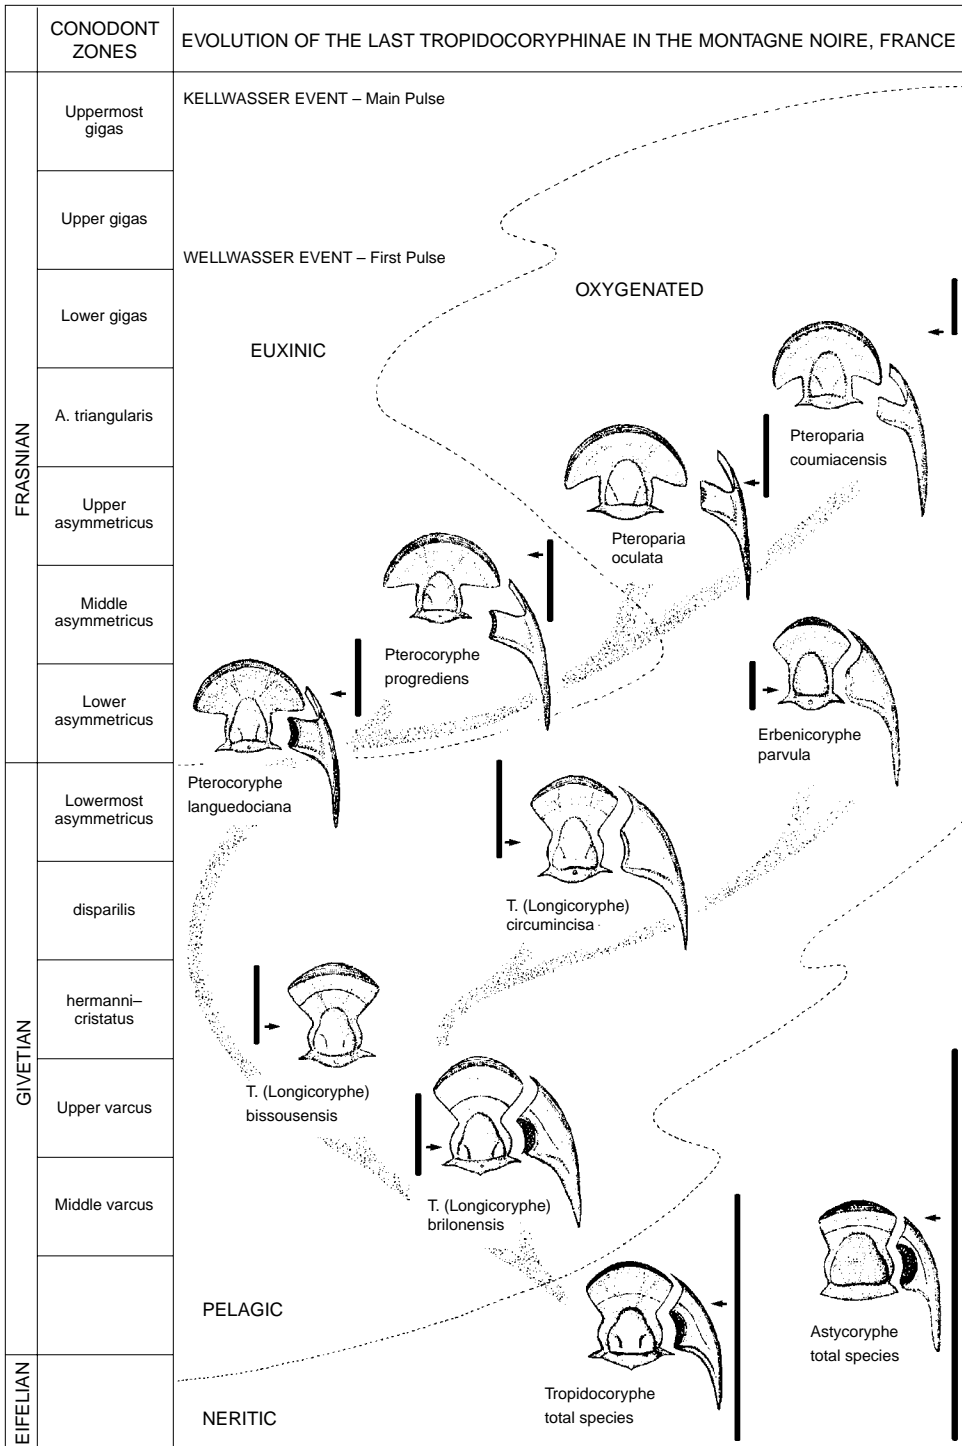 CONODONT
ZONES
EVOLUTION OF THE LAST TROPIDOCORYPHINAE IN THE MONTAGNE NOIRE, FRANCE
FRASNIAN
GIVETIAN
EIFELIAN
Uppermost
gigas
Upper gigas
Lower gigas
A. triangularis
Upper
asymmetricus
Middle
asymmetricus
Lower
asymmetricus
Lowermost
asymmetricus
disparilis
hermanni–
cristatus
Upper varcus
Middle varcus
KELLWASSER EVENT – Main Pulse
WELLWASSER EVENT – First Pulse
OXYGENATED
EUXINIC
Pteroparia
coumiacensis
Pteroparia
oculata
Pterocoryphe
progrediens
Erbenicoryphe
parvula
Pterocoryphe
languedociana
T. (Longicoryphe)
circumincisa
T. (Longicoryphe)
bissousensis
T. (Longicoryphe)
brilonensis
PELAGIC
Astycoryphe
total species
Tropidocoryphe
total species
NERITIC